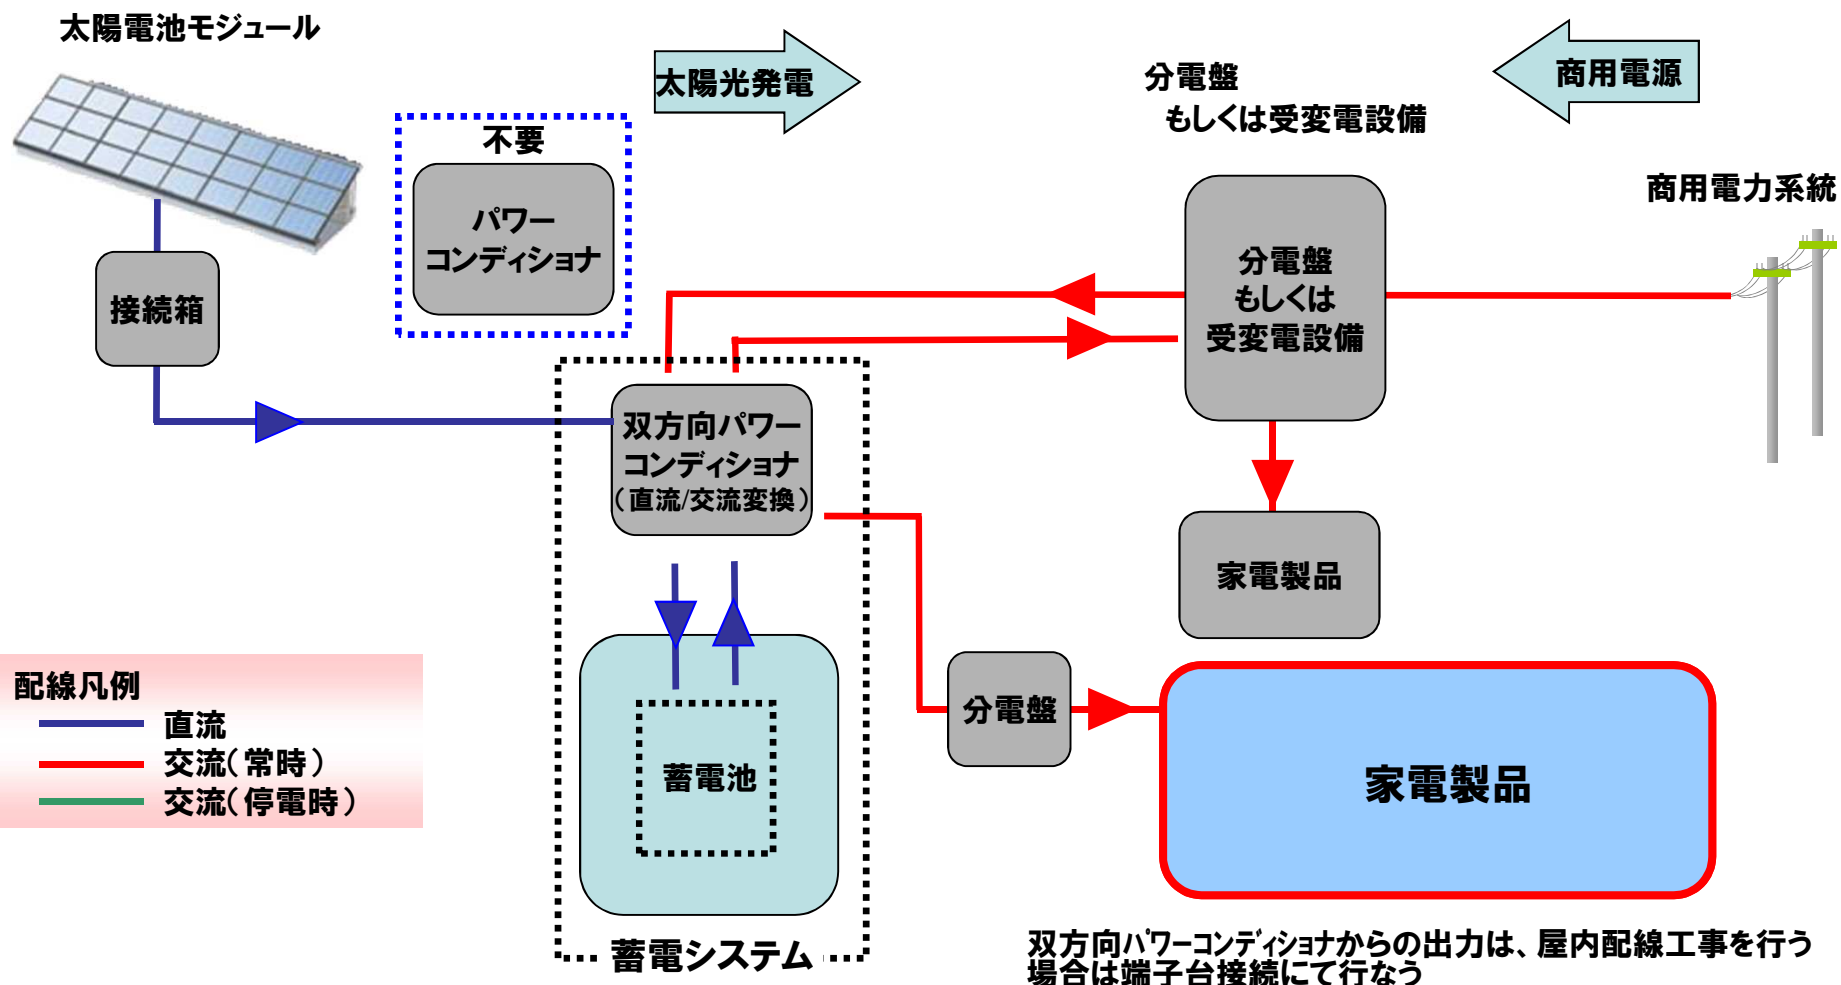 太陽電池モジュール
太陽光発電
分電盤
もしくは受変電設備
商用電源
不要
パワー
コンディショナ
商用電力系統
接続箱
分電盤
もしくは
受変電設備
双方向パワー
コンディショナ
（直流/交流変換）
家電製品
配線凡例
直流
交流（常時）
交流（停電時）
分電盤
蓄電池
家電製品
蓄電システム
双方向パワーコンディショナからの出力は、屋内配線工事を行う
場合は端子台接続にて行なう